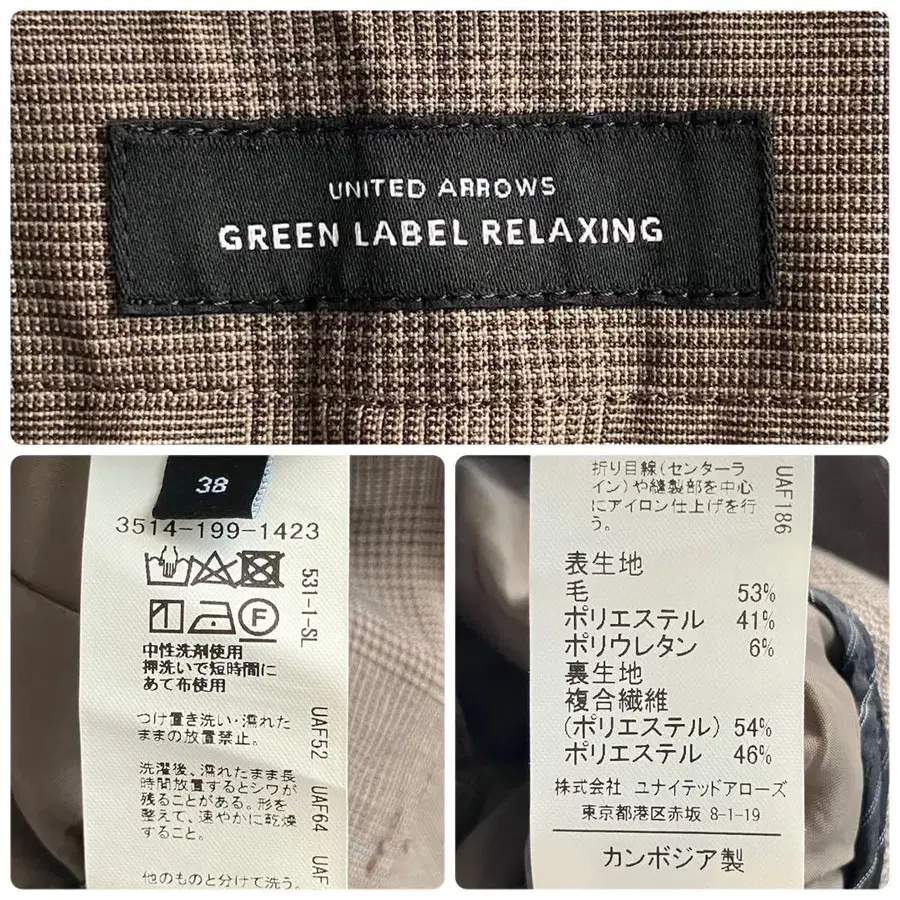 UNITED ARROWS
GREEN LABEL RELAXING
38
3514-199-1423
531-1-SL
F
中性洗剤使用
押洗いで短時間に
あて布使用
つけ置き洗い・濡れた
ままの放置禁止。
UAF52
洗濯後、濡れたまま長
時間放置するとシワが
残ることがある。形を
整えて、速やかに乾燥
すること。
UAF64
他のものと分けて洗う。
折り目線(センターラ
イン)や縫製部を中心
にアイロン仕上げを行
う。
UAF186
表生地
毛 53%
ポリエステル 41%
ポリウレタン 6%
裏生地
複合繊維
(ポリエステル) 54%
ポリエステル 46%
株式会社 ユナイテッドアローズ
東京都港区赤坂 8-1-19
カンボジア製